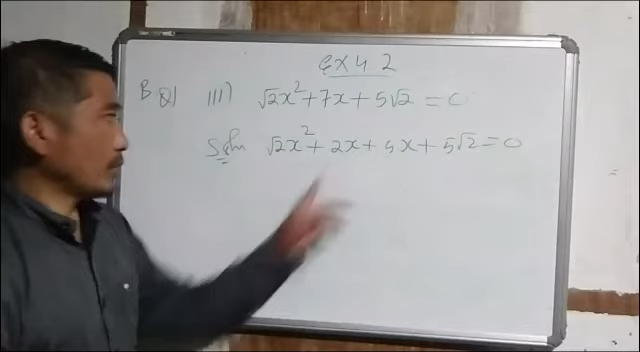 Ex 4 2
B Q1 III) √2x²+7x+5√2=0
Soln √2x²+2x+5x+5√2=0